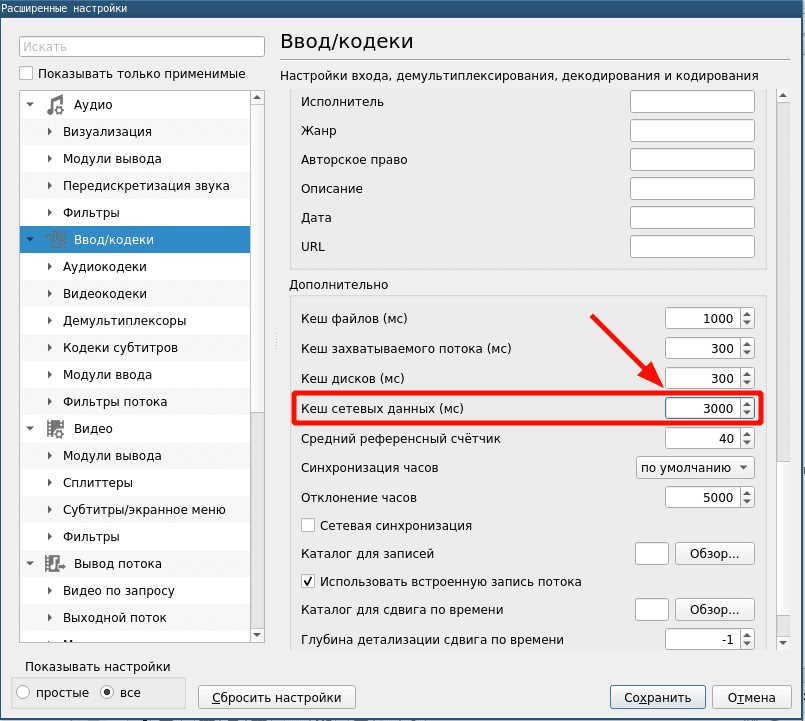 Расширенные настройки
Искать
Показывать только применимые
Аудио
Визуализация
Модули вывода
Передискретизация звука
Фильтры
Ввод/кодеки
Аудиокодеки
Видеокодеки
Демультиплексоры
Кодеки субтитров
Модули ввода
Фильтры потока
Видео
Модули вывода
Сплиттеры
Субтитры/экранное меню
Фильтры
Вывод потока
Видео по запросу
Выходной поток
Показывать настройки
простые все
Ввод/кодеки
Настройки входа, демультиплексирования, декодирования и кодирования
Исполнитель
Жанр
Авторское право
Описание
Дата
URL
Дополнительно
Кеш файлов (мс) 1000
Кеш захватываемого потока (мс) 300
Кеш дисков (мс) 300
Кеш сетевых данных (мс) 3000
Средний референсный счётчик 40
Синхронизация часов по умолчанию
Отклонение часов 5000
Сетевая синхронизация
Каталог для записей Обзор...
Использовать встроенную запись потока
Каталог для сдвига по времени Обзор...
Глубина детализации сдвига по времени -1
Сбросить настройки Сохранить Отмена